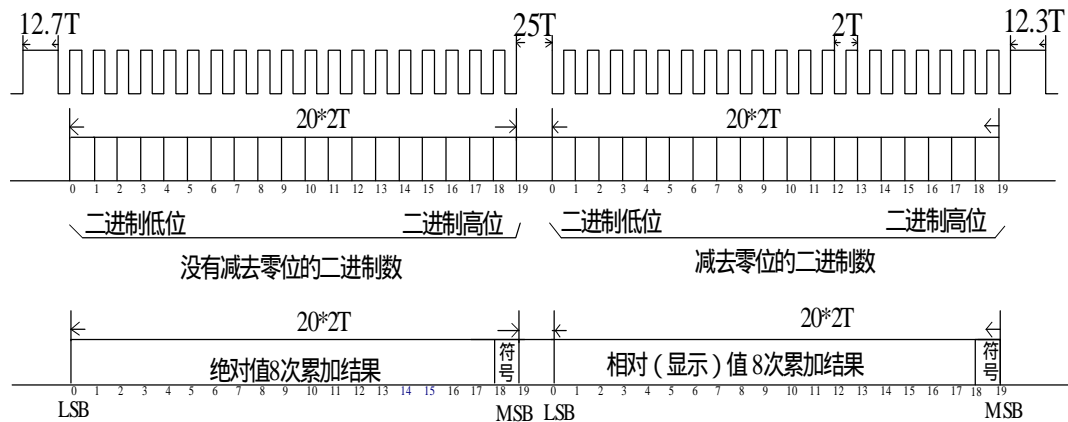 12.7T 25T 2T 12.3T
20*2T 20*2T
0 1 2 3 4 5 6 7 8 9 10 11 12 13 14 15 16 17 18 19 0 1 2 3 4 5 6 7 8 9 10 11 12 13 14 15 16 17 18 19
二进制低位 二进制高位 二进制低位 二进制高位
没有减去零位的二进制数 减去零位的二进制数
20*2T 20*2T
绝对值8次累加结果 符号 相对（显示）值 8次累加结果 符号
0 1 2 3 4 5 6 7 8 9 10 11 12 13 14 15 16 17 18 19 0 1 2 3 4 5 6 7 8 9 10 11 12 13 14 15 16 17 18 19
LSB MSB LSB MSB